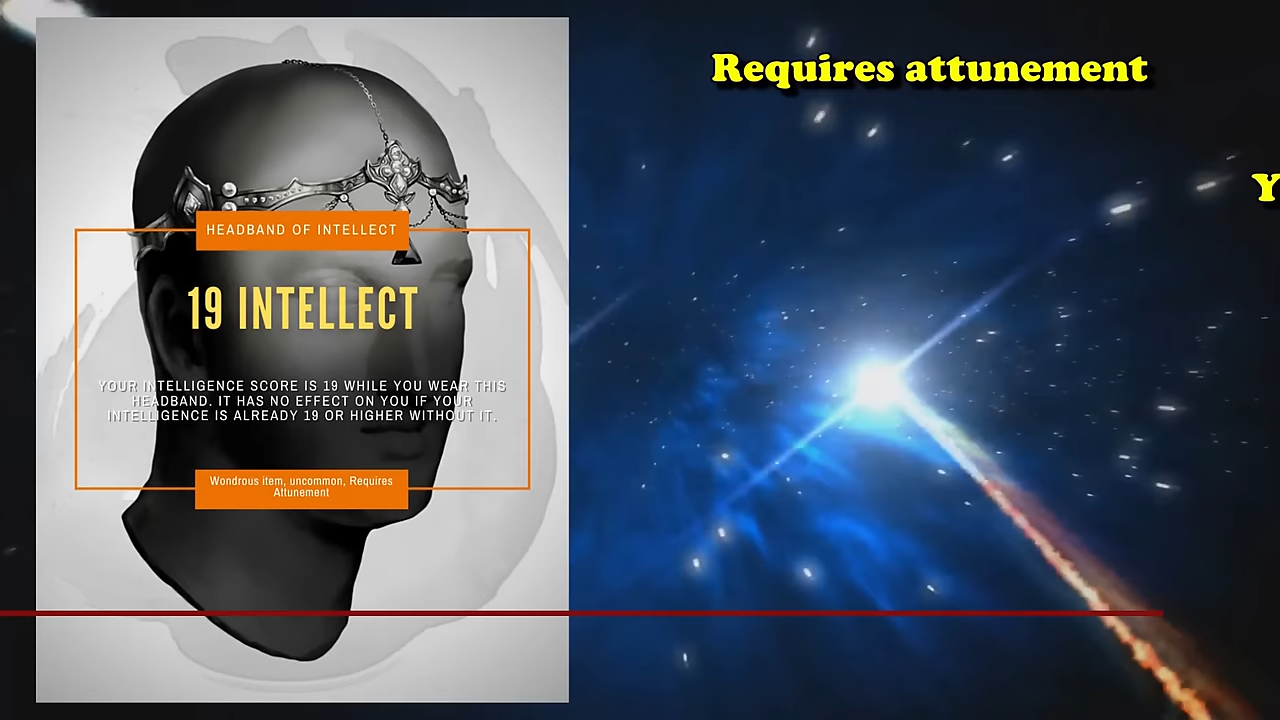 HEADBAND OF INTELLECT
19 INTELLECT
YOUR INTELLIGENCE SCORE IS 19 WHILE YOU WEAR THIS
HEADBAND. IT HAS NO EFFECT ON YOU IF YOUR
INTELLIGENCE IS ALREADY 19 OR HIGHER WITHOUT IT.
Wondrous item, uncommon, Requires
Attunement
Requires attunement
Y